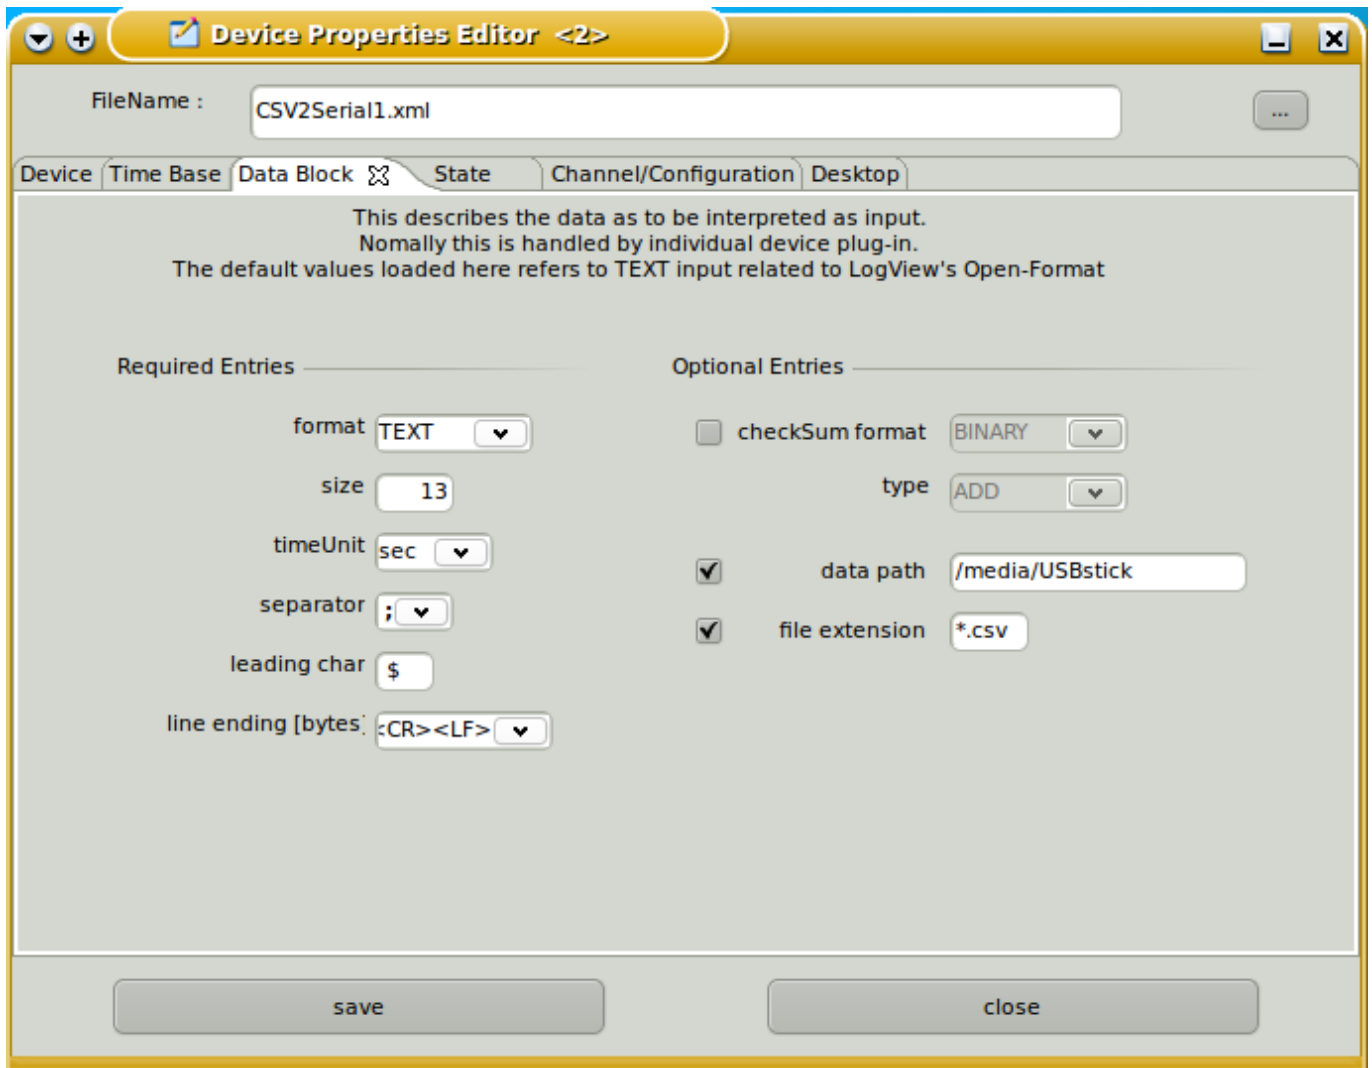 Device Properties Editor <2>
FileName :
CSV2Serial1.xml
...
Device Time Base Data Block State Channel/Configuration Desktop
This describes the data as to be interpreted as input.
Nomally this is handled by individual device plug-in.
The default values loaded here refers to TEXT input related to LogView's Open-Format
Required Entries
format TEXT
size 13
timeUnit sec
separator ;
leading char $
line ending [bytes] <CR><LF>
Optional Entries
checkSum format BINARY
type ADD
data path /media/USBstick
file extension *.csv
save
close